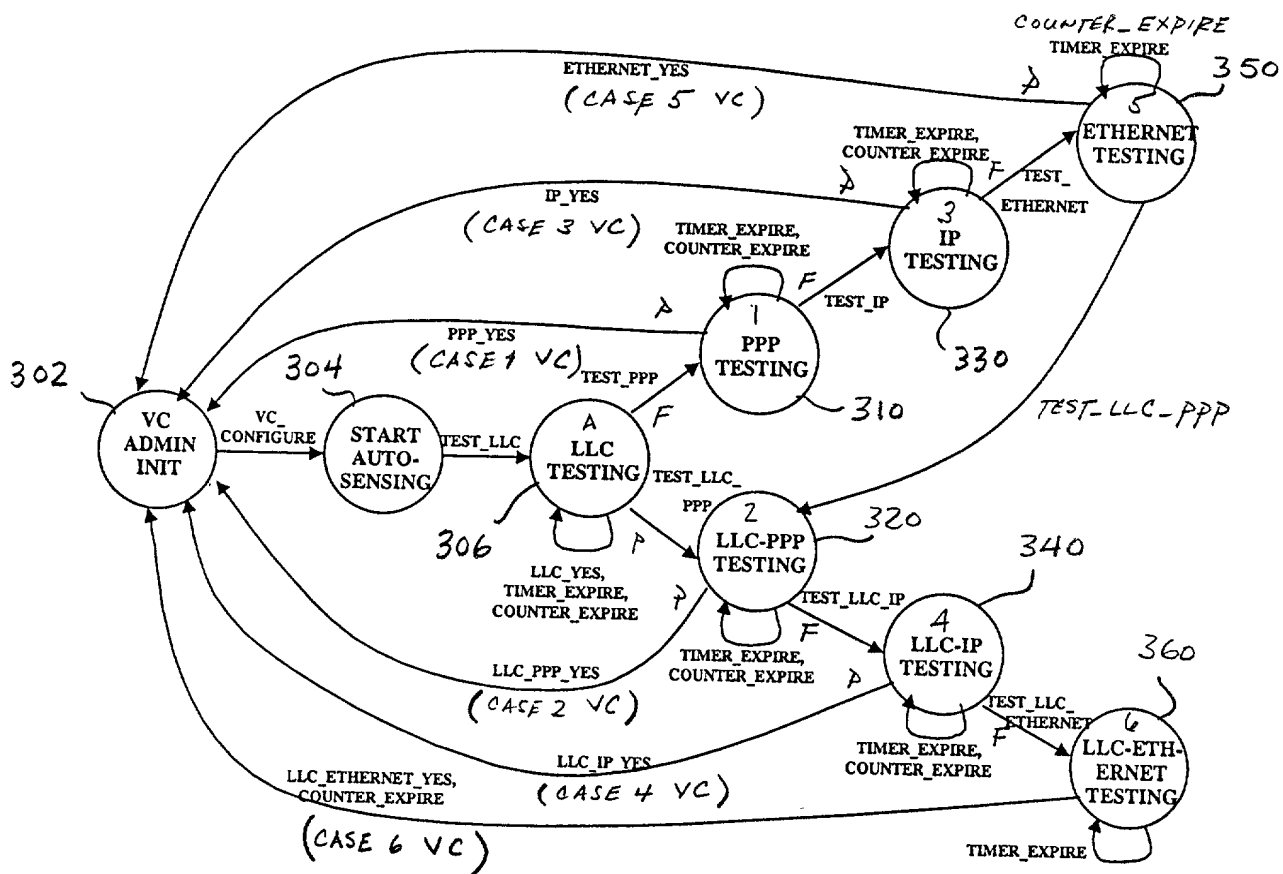 COUNTER_EXPIRE
TIMER_EXPIRE
350
ETHERNET_YES
(CASE 5 VC)
P
5
ETHERNET
TESTING
TIMER_EXPIRE,
COUNTER_EXPIRE
F
TEST_
ETHERNET
IP_YES
(CASE 3 VC)
P
3
IP
TESTING
330
TIMER_EXPIRE,
COUNTER_EXPIRE
F
TEST_IP
P
PPP_YES
(CASE 1 VC)
1
PPP
TESTING
310
TEST_PPP
F
302
VC
ADMIN
INIT
VC_
CONFIGURE
304
START
AUTO-
SENSING
TEST_LLC
A
LLC
TESTING
306
LLC_YES,
TIMER_EXPIRE,
COUNTER_EXPIRE
TEST_LLC_
PPP
P
TEST_LLC_PPP
2
LLC-PPP
TESTING
320
P
TIMER_EXPIRE,
COUNTER_EXPIRE
TEST_LLC_IP
F
LLC_PPP_YES
(CASE 2 VC)
340
4
LLC-IP
TESTING
P
TIMER_EXPIRE,
COUNTER_EXPIRE
TEST_LLC_
ETHERNET
F
LLC_IP_YES
(CASE 4 VC)
360
6
LLC-ETH-
ERNET
TESTING
TIMER_EXPIRE
LLC_ETHERNET_YES,
COUNTER_EXPIRE
(CASE 6 VC)